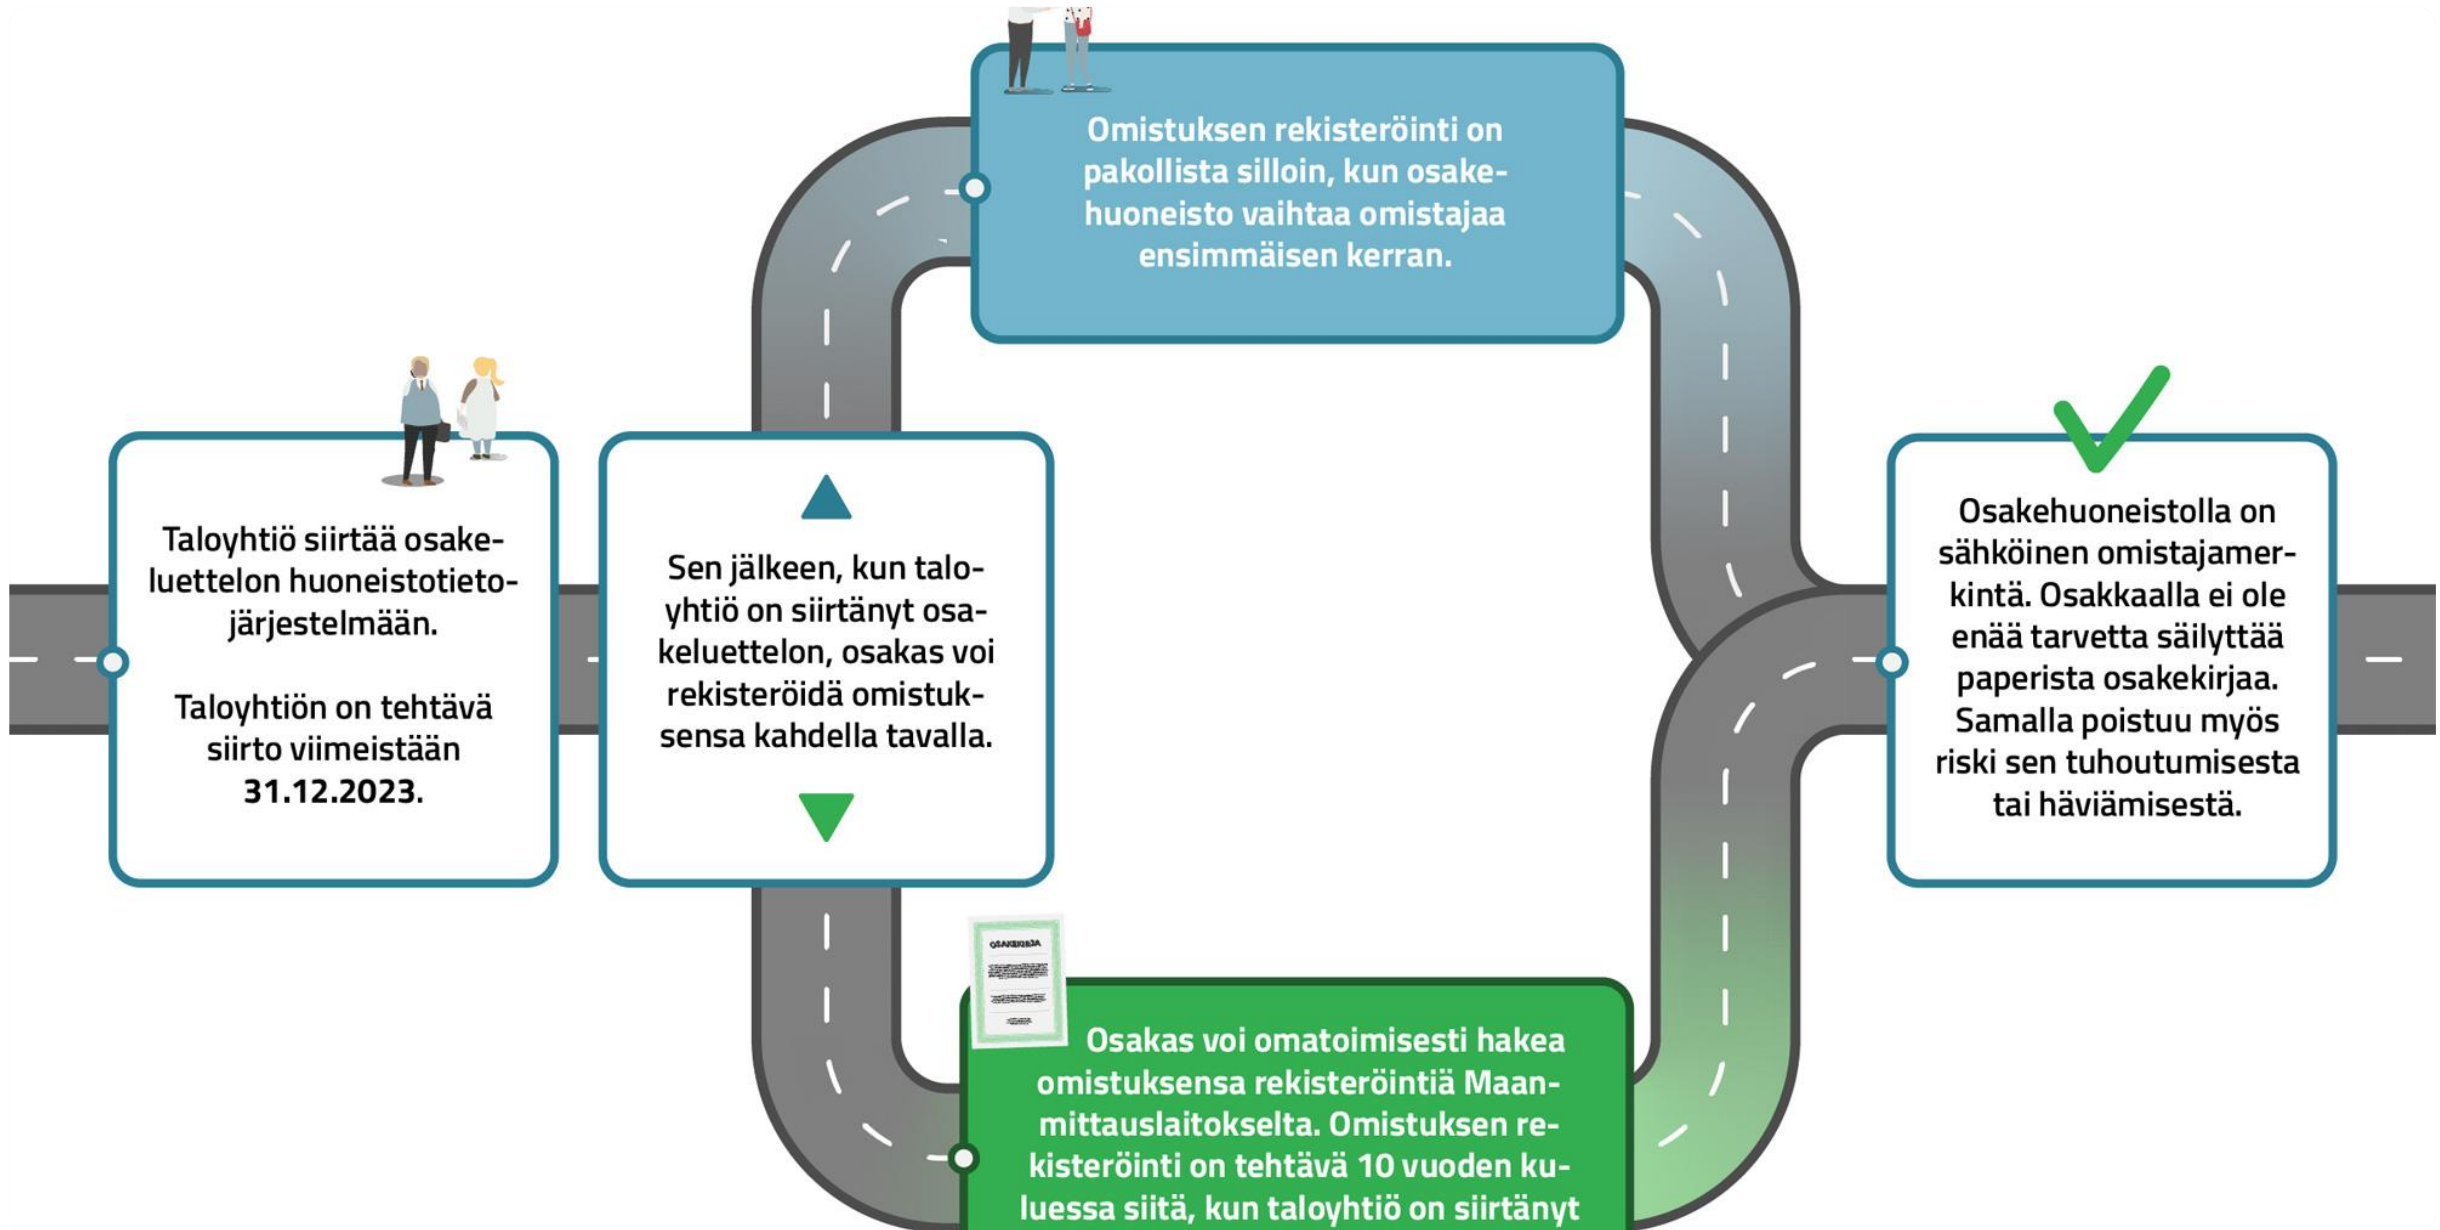 Omistuksen rekisteröinti on
pakollista silloin, kun osake-
huoneisto vaihtaa omistajaa
ensimmäisen kerran.
Taloyhtiö siirtää osake-
luettelon huoneistotieto-
järjestelmään.
Taloyhtiön on tehtävä
siirto viimeistään
31.12.2023.
Sen jälkeen, kun talo-
yhtiö on siirtänyt osa-
keluettelon, osakas voi
rekisteröidä omistuk-
sensa kahdella tavalla.
Osakehuoneistolla on
sähköinen omistajamer-
kintä. Osakkaalla ei ole
enää tarvetta säilyttää
paperista osakekirjaa.
Samalla poistuu myös
riski sen tuhoutumisesta
tai häviämisestä.
OSAKEKIRJA
Osakas voi omatoimisesti hakea
omistuksensa rekisteröintiä Maan-
mittauslaitokselta. Omistuksen re-
kisteröinti on tehtävä 10 vuoden ku-
luessa siitä, kun taloyhtiö on siirtänyt